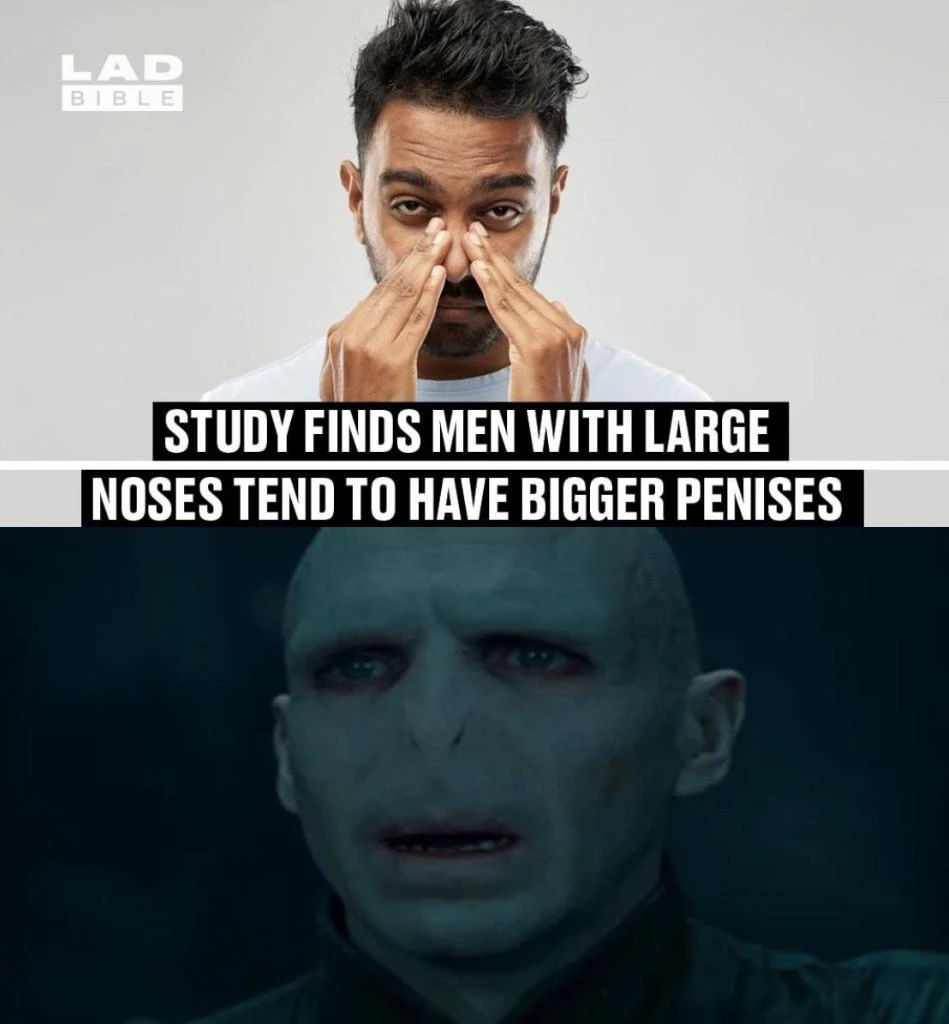 LAD
BIBLE
STUDY FINDS MEN WITH LARGE
NOSES TEND TO HAVE BIGGER PENISES